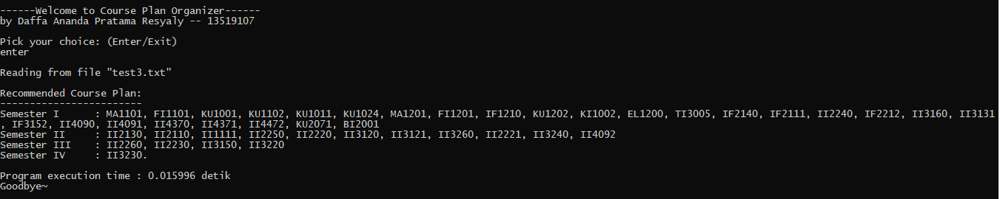 ------Welcome to Course Plan Organizer------
by Daffa Ananda Pratama Resyaly -- 13519107
Pick your choice: (Enter/Exit)
enter
Reading from file "test3.txt"
Recommended Course Plan:
------------------------
Semester I      : MA1101, FI1101, KU1001, KU1102, KU1011, KU1024, MA1201, FI1201, IF1210, KU1202, KI1002, EL1200, TI3005, IF2140, IF2111, II2240, IF2212, II3160, II3131
, IF3152, II4090, II4091, II4370, II4371, II4472, KU2071, BI2001
Semester II     : II2130, II2110, II1111, II2250, II2220, II3120, II3121, II3260, II2221, II3240, II4092
Semester III    : II2260, II2230, II3150, II3220
Semester IV     : II3230.
Program execution time : 0.015996 detik
Goodbye~